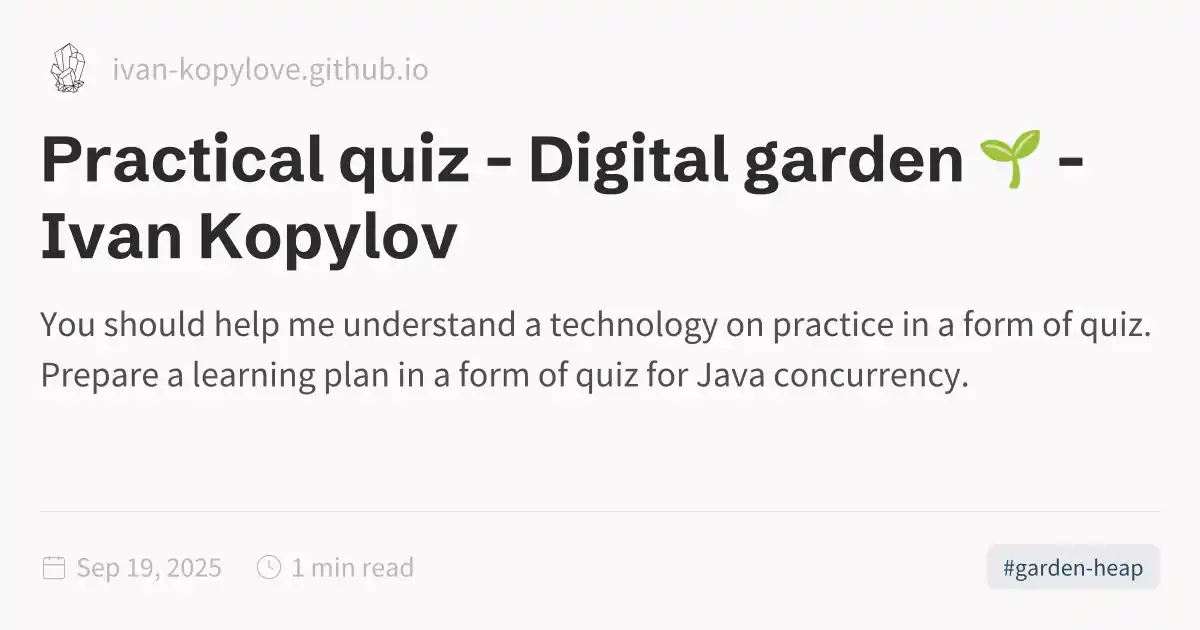 ivan-kopylove.github.io
Practical quiz - Digital garden 🌱 -
Ivan Kopylov
You should help me understand a technology on practice in a form of quiz.
Prepare a learning plan in a form of quiz for Java concurrency.
Sep 19, 2025
1 min read
#garden-heap